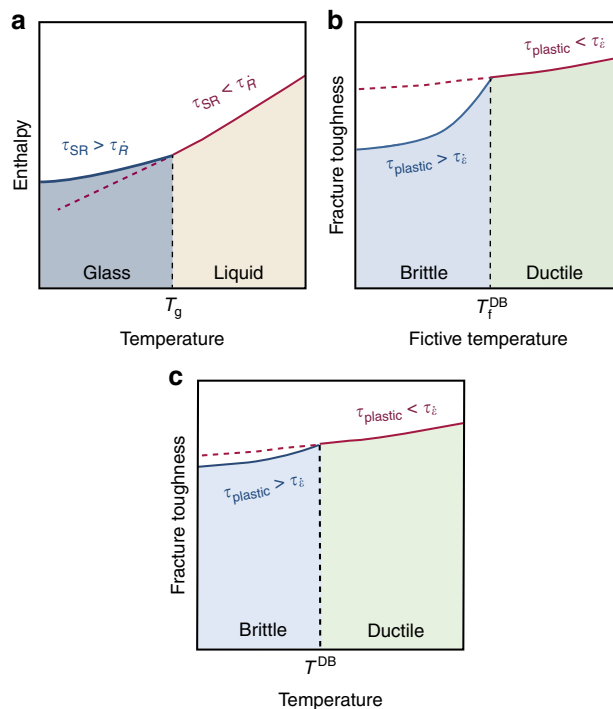 a
τSR < τṘ
τSR > τṘ
Enthalpy
Glass
Liquid
Tg
Temperature
b
τplastic < τε̇
τplastic > τε̇
Fracture toughness
Brittle
Ductile
TfDB
Fictive temperature
c
τplastic < τε̇
τplastic > τε̇
Fracture toughness
Brittle
Ductile
TDB
Temperature